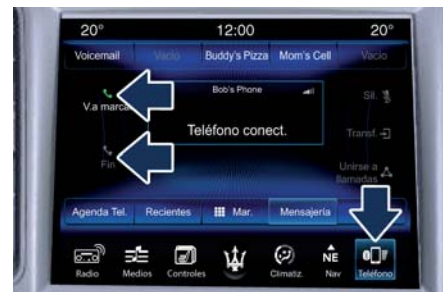 20° 12:00 20°
Voicemail Vacío Buddy's Pizza Mom's Cell Vacío
Bob's Phone
V.a marca
Sil.
Teléfono conect.
Transf.
Fin
Unirse a
llamadas
Agenda Tel. Recientes Mar. Mensajería
NE
Radio Medios Controles Climatiz. Nav Teléfono